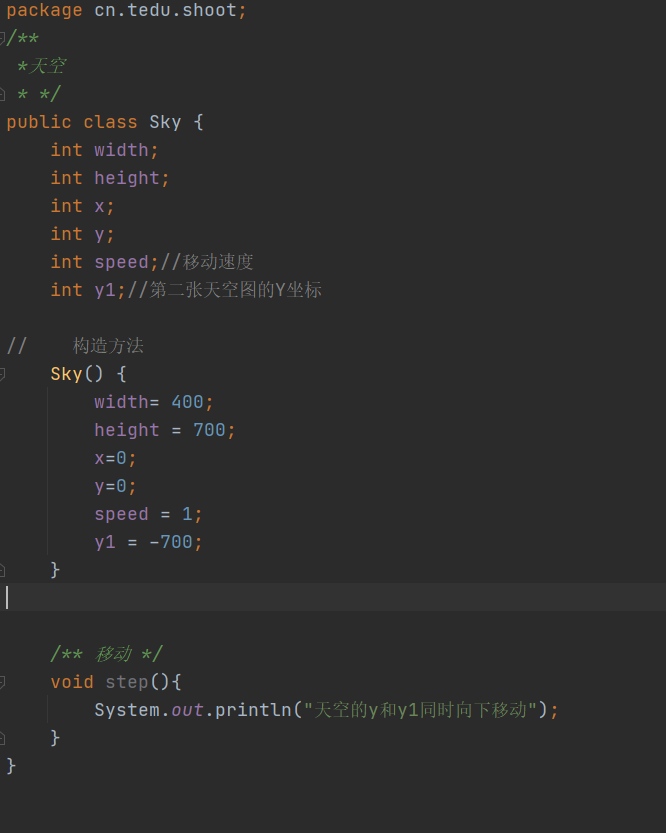 package cn.tedu.shoot;
/**
 *天空
 * */
public class Sky {
    int width;
    int height;
    int x;
    int y;
    int speed;//移动速度
    int y1;//第二张天空图的Y坐标
//    构造方法
    Sky() {
        width= 400;
        height = 700;
        x=0;
        y=0;
        speed = 1;
        y1 = -700;
    }
    /** 移动 */
    void step(){
        System.out.println("天空的y和y1同时向下移动");
    }
}